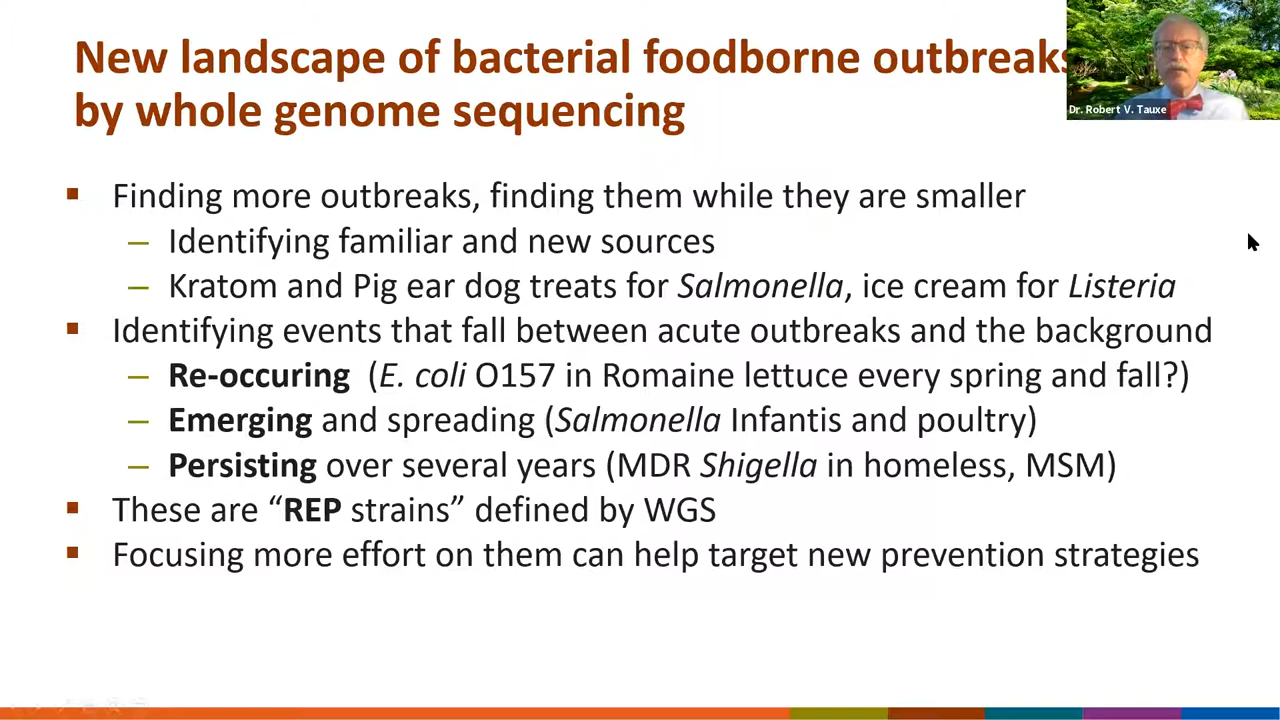 New landscape of bacterial foodborne outbreaks
by whole genome sequencing
Dr. Robert V. Tauxe
▪ Finding more outbreaks, finding them while they are smaller
– Identifying familiar and new sources
– Kratom and Pig ear dog treats for Salmonella, ice cream for Listeria
▪ Identifying events that fall between acute outbreaks and the background
– Re-occuring (E. coli O157 in Romaine lettuce every spring and fall?)
– Emerging and spreading (Salmonella Infantis and poultry)
– Persisting over several years (MDR Shigella in homeless, MSM)
▪ These are “REP strains” defined by WGS
▪ Focusing more effort on them can help target new prevention strategies